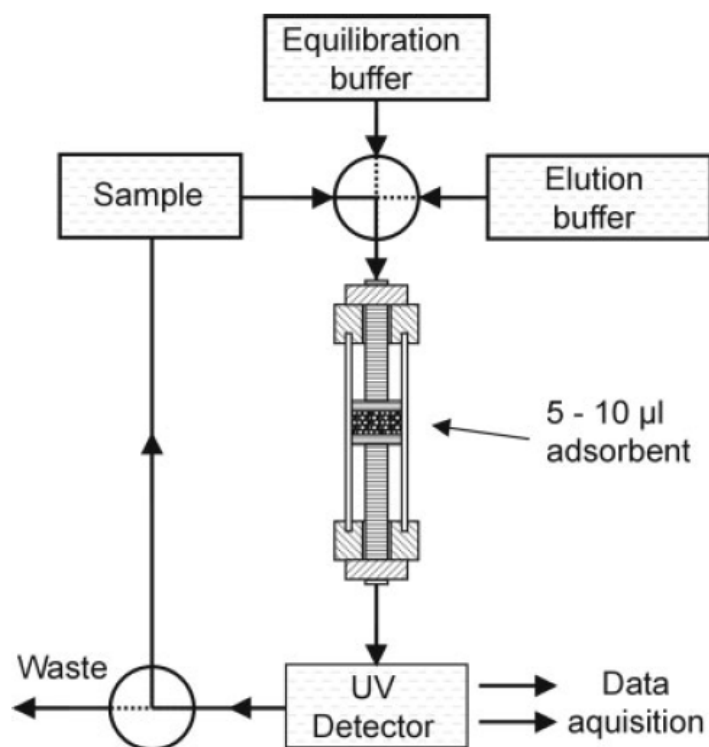 Equilibration
buffer
Sample
Elution
buffer
5 - 10 µl
adsorbent
Waste
UV
Detector
Data
aquisition